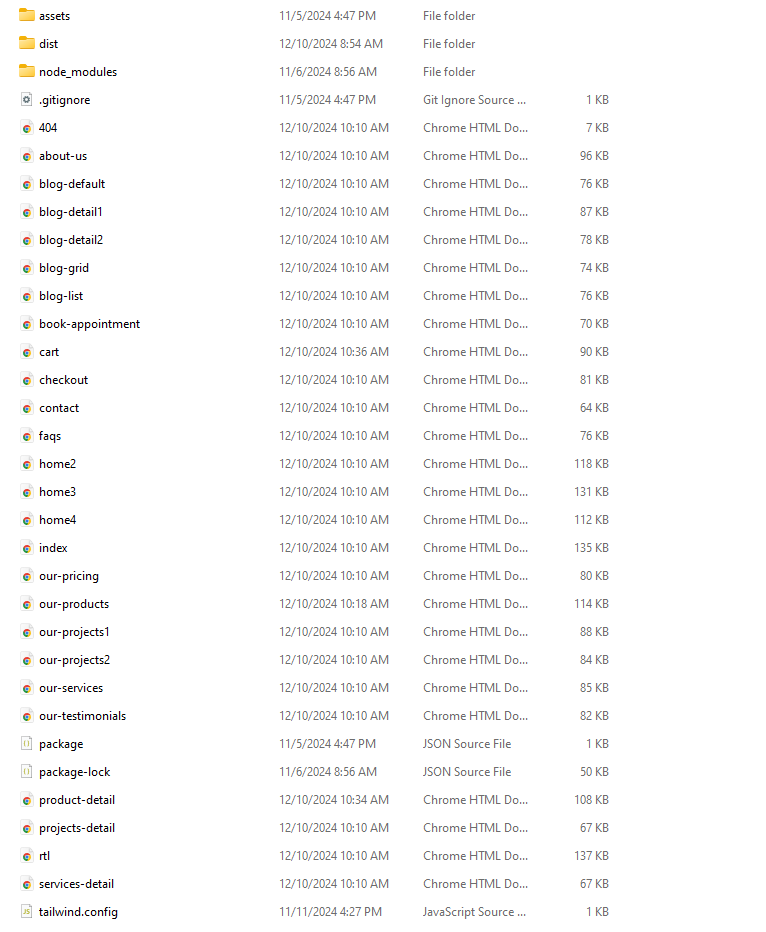 assets 11/5/2024 4:47 PM File folder
dist 12/10/2024 8:54 AM File folder
node_modules 11/6/2024 8:56 AM File folder
.gitignore 11/5/2024 4:47 PM Git Ignore Source ... 1 KB
404 12/10/2024 10:10 AM Chrome HTML Do... 7 KB
about-us 12/10/2024 10:10 AM Chrome HTML Do... 96 KB
blog-default 12/10/2024 10:10 AM Chrome HTML Do... 76 KB
blog-detail1 12/10/2024 10:10 AM Chrome HTML Do... 87 KB
blog-detail2 12/10/2024 10:10 AM Chrome HTML Do... 78 KB
blog-grid 12/10/2024 10:10 AM Chrome HTML Do... 74 KB
blog-list 12/10/2024 10:10 AM Chrome HTML Do... 76 KB
book-appointment 12/10/2024 10:10 AM Chrome HTML Do... 70 KB
cart 12/10/2024 10:36 AM Chrome HTML Do... 90 KB
checkout 12/10/2024 10:10 AM Chrome HTML Do... 81 KB
contact 12/10/2024 10:10 AM Chrome HTML Do... 64 KB
faqs 12/10/2024 10:10 AM Chrome HTML Do... 76 KB
home2 12/10/2024 10:10 AM Chrome HTML Do... 118 KB
home3 12/10/2024 10:10 AM Chrome HTML Do... 131 KB
home4 12/10/2024 10:10 AM Chrome HTML Do... 112 KB
index 12/10/2024 10:10 AM Chrome HTML Do... 135 KB
our-pricing 12/10/2024 10:10 AM Chrome HTML Do... 80 KB
our-products 12/10/2024 10:18 AM Chrome HTML Do... 114 KB
our-projects1 12/10/2024 10:10 AM Chrome HTML Do... 88 KB
our-projects2 12/10/2024 10:10 AM Chrome HTML Do... 84 KB
our-services 12/10/2024 10:10 AM Chrome HTML Do... 85 KB
our-testimonials 12/10/2024 10:10 AM Chrome HTML Do... 82 KB
package 11/5/2024 4:47 PM JSON Source File 1 KB
package-lock 11/6/2024 8:56 AM JSON Source File 50 KB
product-detail 12/10/2024 10:34 AM Chrome HTML Do... 108 KB
projects-detail 12/10/2024 10:10 AM Chrome HTML Do... 67 KB
rtl 12/10/2024 10:10 AM Chrome HTML Do... 137 KB
services-detail 12/10/2024 10:10 AM Chrome HTML Do... 67 KB
tailwind.config 11/11/2024 4:27 PM JavaScript Source ... 1 KB